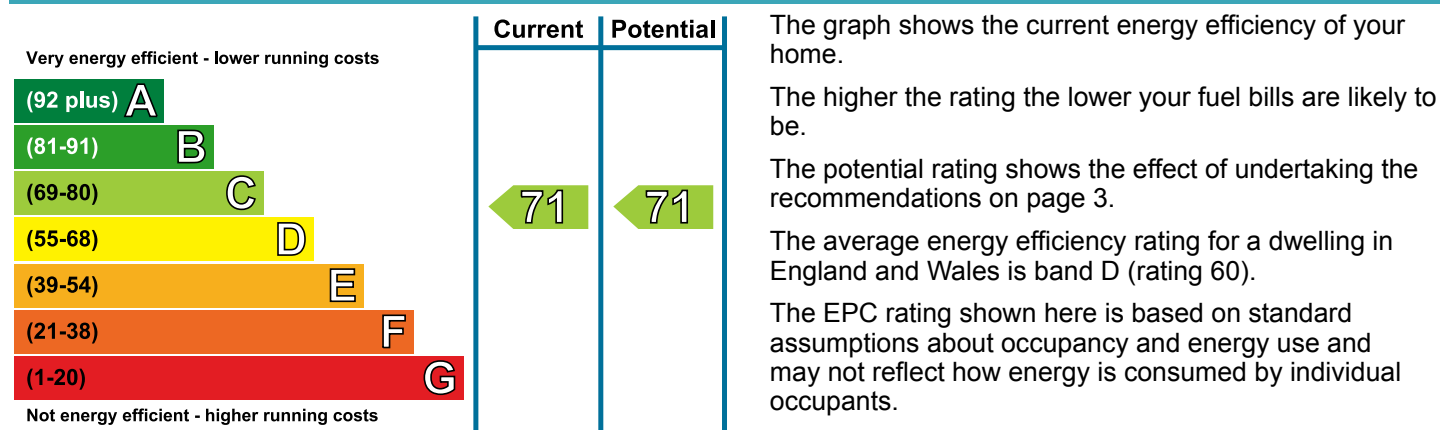 Current Potential
Very energy efficient - lower running costs
(92 plus) A
(81-91) B
(69-80) C
71 71
(55-68) D
(39-54) E
(21-38) F
(1-20) G
Not energy efficient - higher running costs
The graph shows the current energy efficiency of your
home.
The higher the rating the lower your fuel bills are likely to
be.
The potential rating shows the effect of undertaking the
recommendations on page 3.
The average energy efficiency rating for a dwelling in
England and Wales is band D (rating 60).
The EPC rating shown here is based on standard
assumptions about occupancy and energy use and
may not reflect how energy is consumed by individual
occupants.